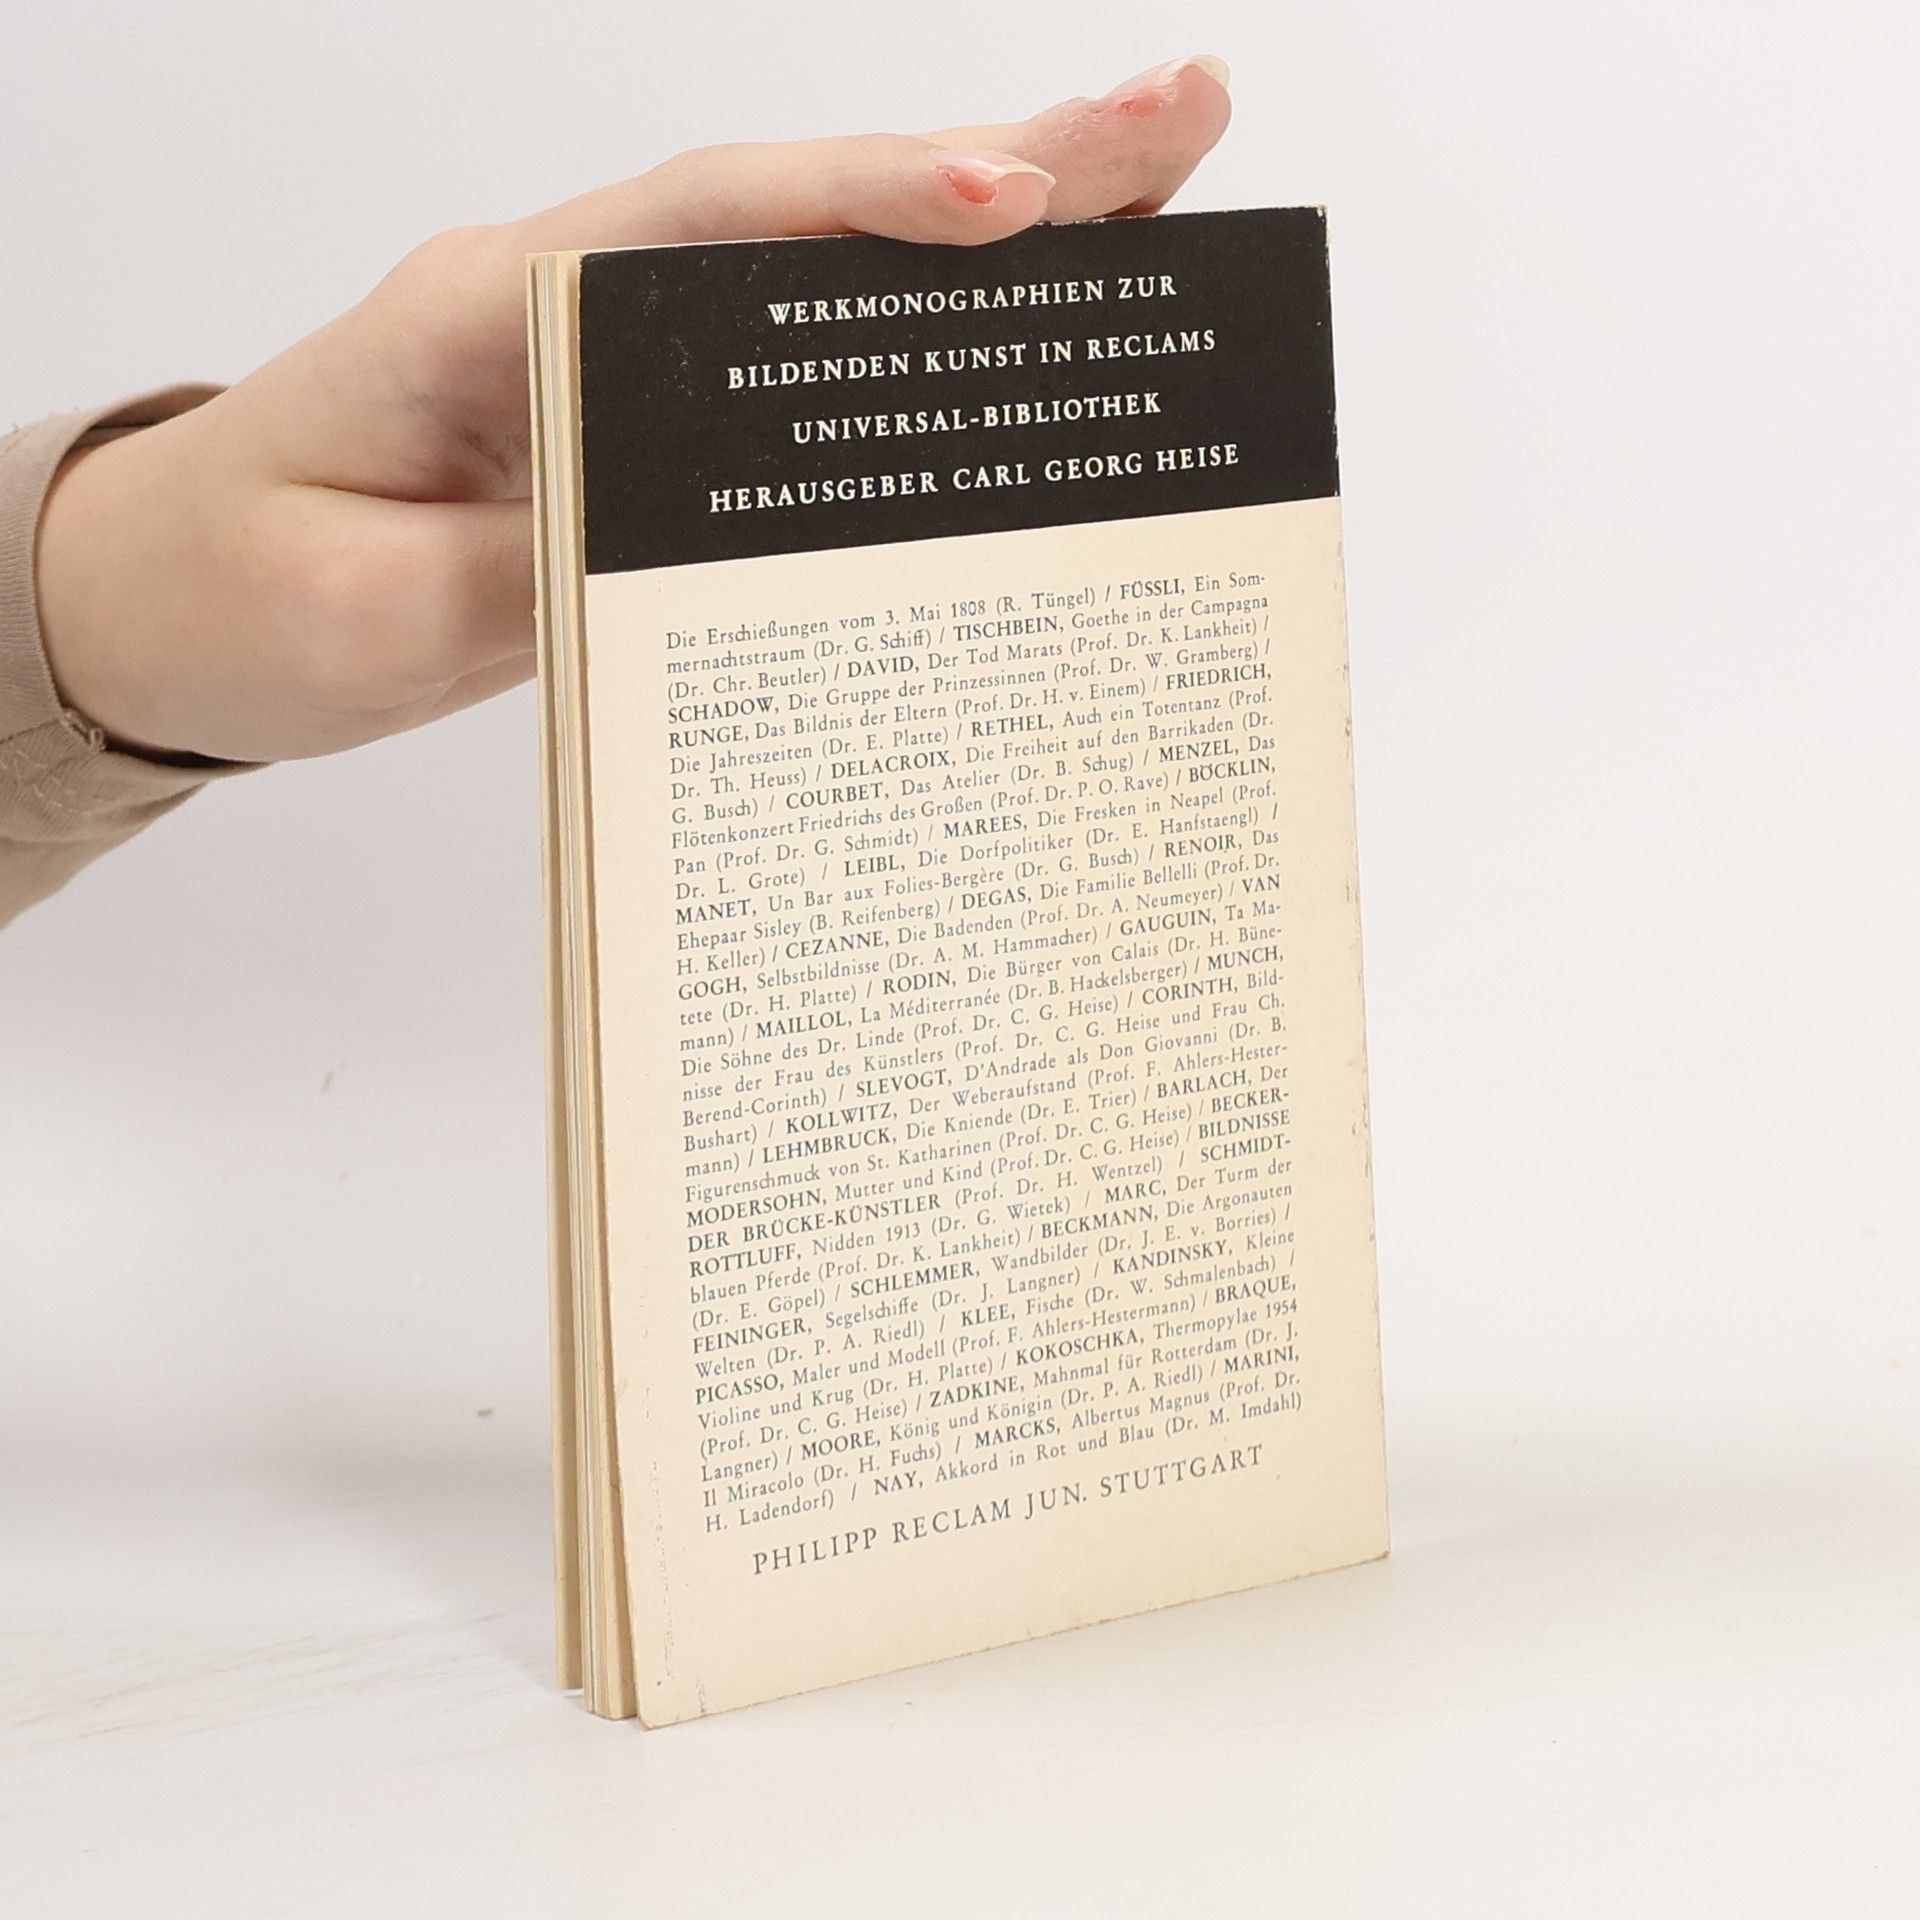 WERKMONOGRAPHIEN ZUR
BILDENDEN KUNST IN RECLAMS
UNIVERSAL-BIBLIOTHEK
HERAUSGEBER CARL GEORG HEISE
Die Erschießungen vom 3. Mai 1808 (R. Tüngel) / FÜSSLI, Ein Som-
mernachtstraum (Dr. G. Schiff) / TISCHBEIN, Goethe in der Campagna
(Dr. Chr. Beutler) / DAVID, Der Tod Marats (Prof. Dr. K. Lankheit) /
SCHADOW, Die Gruppe der Prinzessinnen (Prof. Dr. W. Gramberg) /
RUNGE, Das Bildnis der Eltern (Prof. Dr. H. v. Einem) / FRIEDRICH,
Die Jahreszeiten (Dr. E. Platte) / RETHEL, Auch ein Totentanz (Prof.
Dr. Th. Heuss) / DELACROIX, Die Freiheit auf den Barrikaden (Dr.
G. Busch) / COURBET, Das Atelier (Dr. B. Schug) / MENZEL, Das
Flötenkonzert Friedrichs des Großen (Prof. Dr. P. O. Rave) / BÖCKLIN,
Pan (Prof. Dr. G. Schmidt) / MAREES, Die Fresken in Neapel (Prof.
Dr. L. Grote) / LEIBL, Die Dorfpolitiker (Dr. E. Hanfstaengl) /
MANET, Un Bar aux Folies-Bergère (Dr. G. Busch) / RENOIR, Das
Ehepaar Sisley (B. Reifenberg) / DEGAS, Die Familie Bellelli (Prof. Dr.
H. Keller) / CEZANNE, Die Badenden (Prof. Dr. A. Neumeyer) / VAN
GOGH, Selbstbildnisse (Dr. A. M. Hammacher) / GAUGUIN, Ta Ma-
tete (Dr. H. Platte) / RODIN, Die Bürger von Calais (Dr. H. Büne-
mann) / MAILLOL, La Méditerranée (Dr. B. Hackelsberger) / MUNCH,
Die Söhne des Dr. Linde (Prof. Dr. C. G. Heise) / CORINTH, Bild-
nisse der Frau des Künstlers (Prof. Dr. C. G. Heise und Frau Ch.
Berend-Corinth) / SLEVOGT, D'Andrade als Don Giovanni (Dr. B.
Bushart) / KOLLWITZ, Der Weberaufstand (Prof. F. Ahlers-Hester-
mann) / LEHMBRUCK, Die Kniende (Dr. E. Trier) / BARLACH, Der
Figurenschmuck von St. Katharinen (Prof. Dr. C. G. Heise) / BECKER-
MODERSOHN, Mutter und Kind (Prof. Dr. C. G. Heise) / BILDNISSE
DER BRÜCKE-KÜNSTLER (Prof. Dr. H. Wentzel) / SCHMIDT-
ROTTLUFF, Nidden 1913 (Dr. G. Wietek) / MARC, Der Turm der
blauen Pferde (Prof. Dr. K. Lankheit) / BECKMANN, Die Argonauten
(Dr. E. Göpel) / SCHLEMMER, Wandbilder (Dr. J. E. v. Borries) /
FEININGER, Segelschiffe (Dr. J. Langner) / KANDINSKY, Kleine
Welten (Dr. P. A. Riedl) / KLEE, Fische (Dr. W. Schmalenbach) /
PICASSO, Maler und Modell (Prof. F. Ahlers-Hestermann) / BRAQUE,
Violine und Krug (Dr. H. Platte) / KOKOSCHKA, Thermopylae 1954
(Prof. Dr. C. G. Heise) / ZADKINE, Mahnmal für Rotterdam (Dr. J.
Langner) / MOORE, König und Königin (Dr. P. A. Riedl) / MARINI,
Il Miracolo (Dr. H. Fuchs) / MARCKS, Albertus Magnus (Prof. Dr.
H. Ladendorf) / NAY, Akkord in Rot und Blau (Dr. M. Imdahl)
PHILIPP RECLAM JUN. STUTTGART